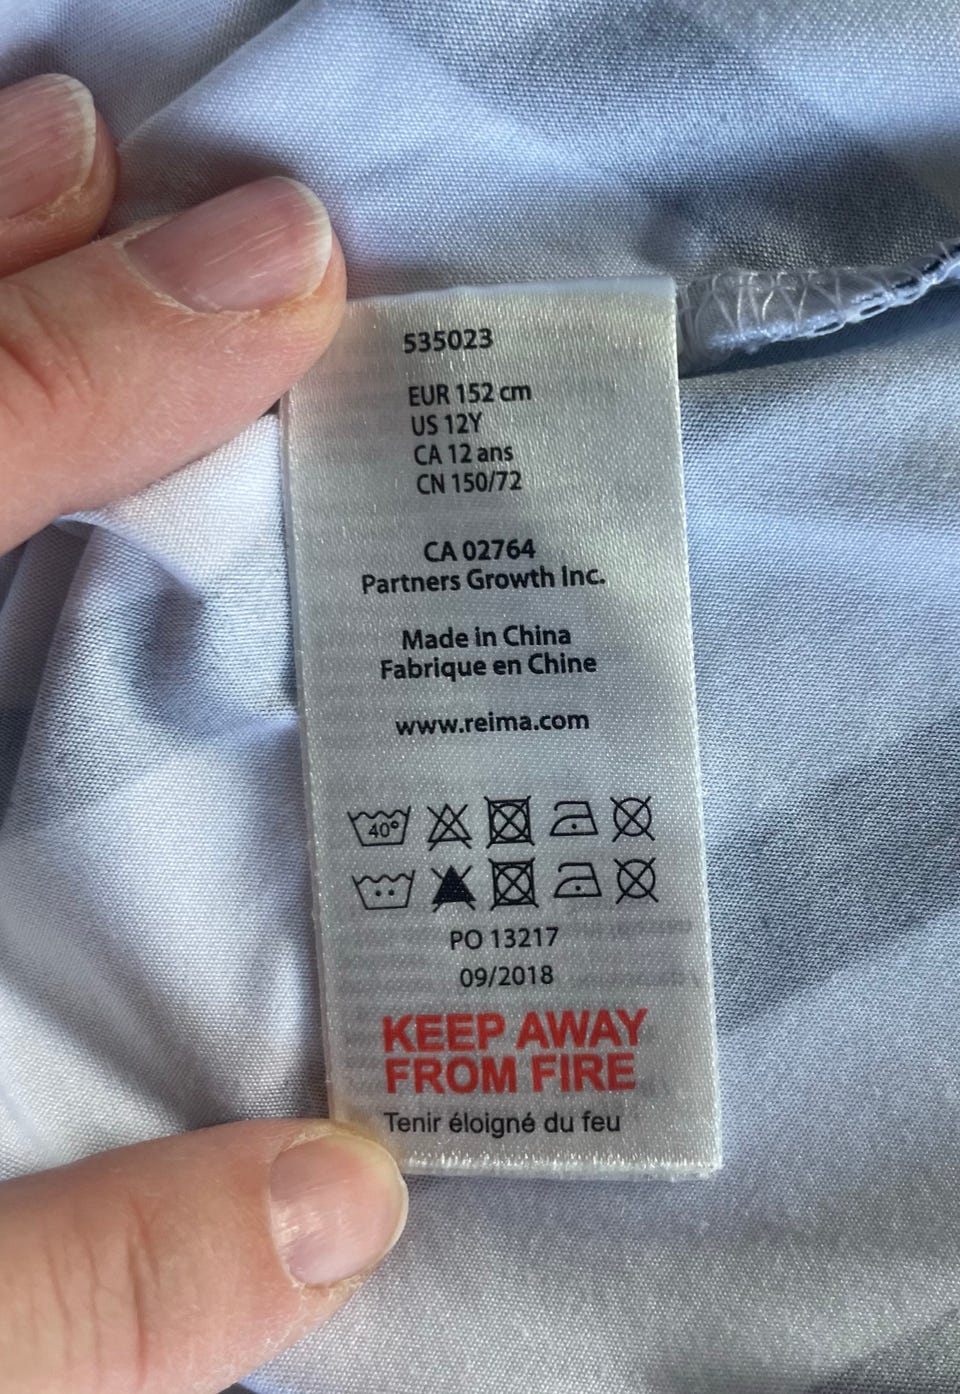 535023
EUR 152 cm
US 12Y
CA 12 ans
CN 150/72
CA 02764
Partners Growth Inc.
Made in China
Fabrique en Chine
www.reima.com
40°
PO 13217
09/2018
KEEP AWAY
FROM FIRE
Tenir éloigné du feu